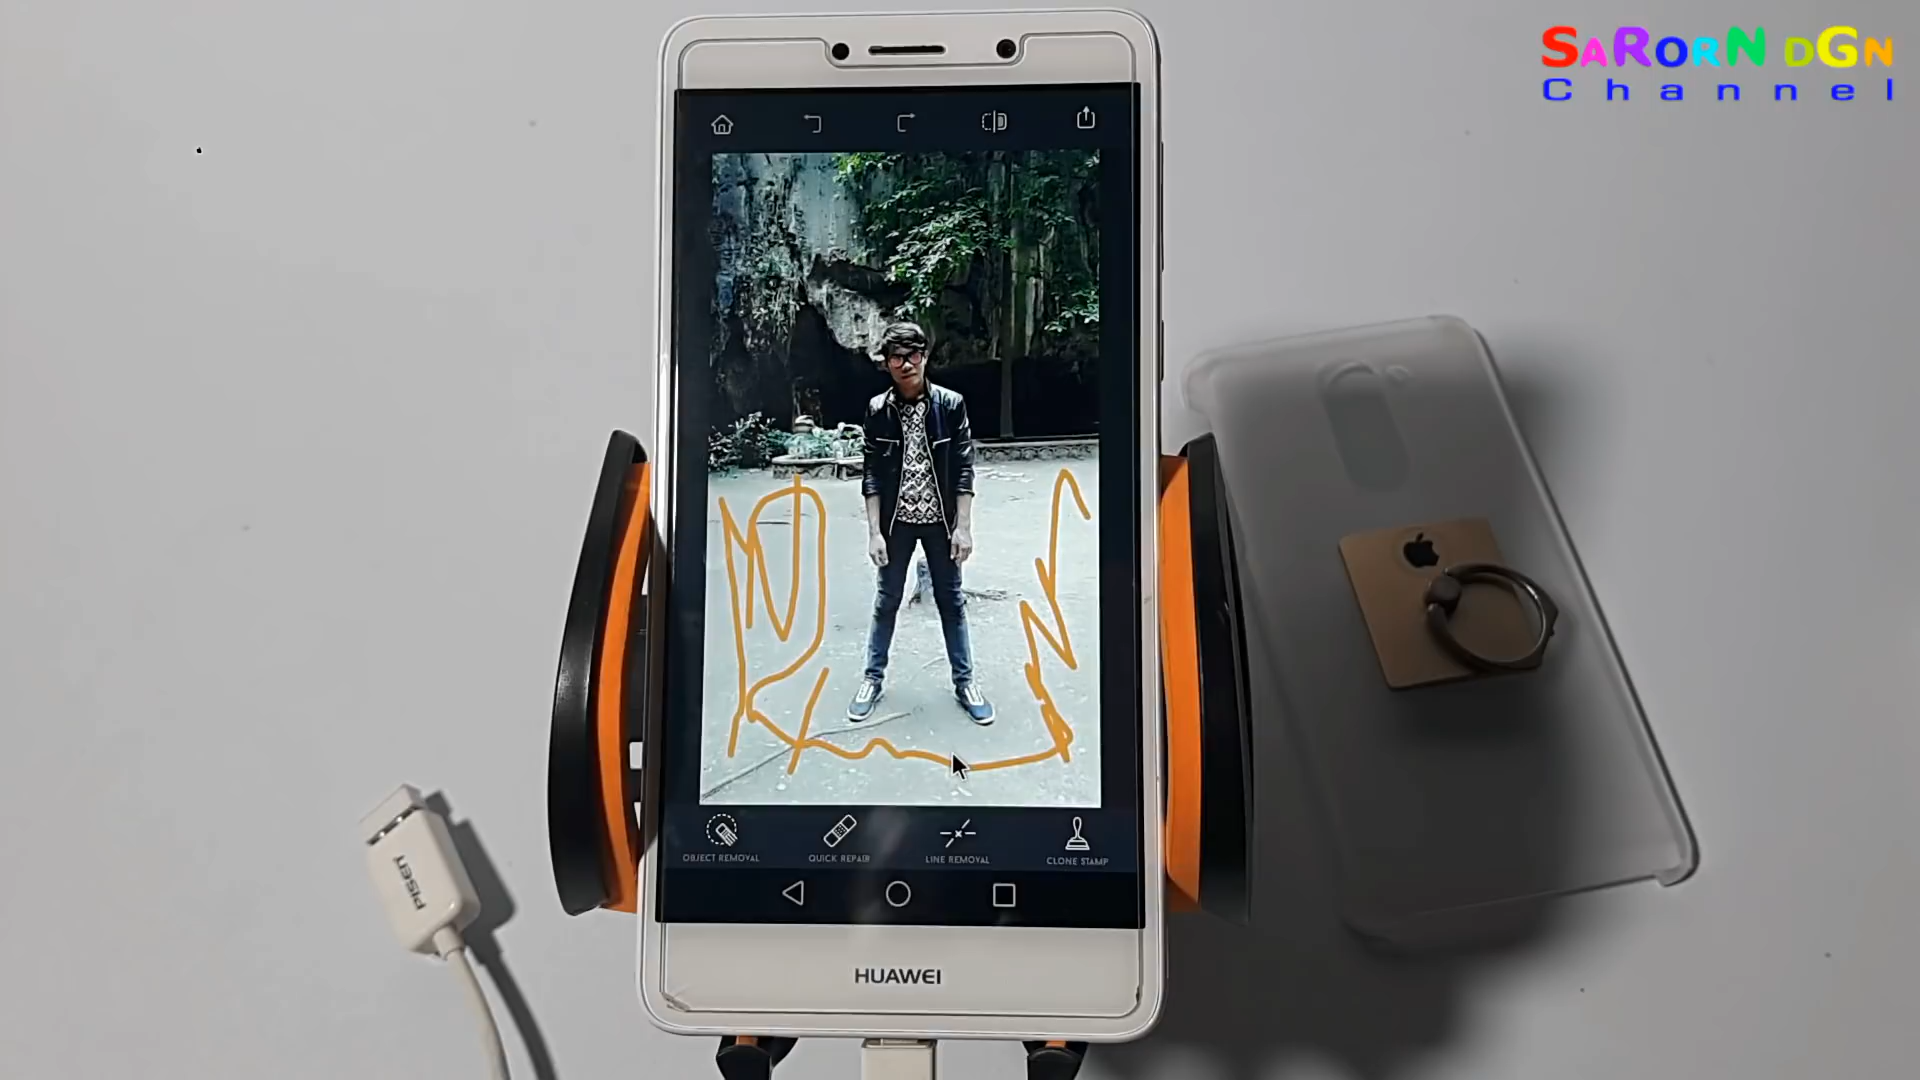 SaRorN DGN
Channel
OBJECT REMOVAL
QUICK REPAIR
LINE REMOVAL
CLONE STAMP
HUAWEI
PISEN